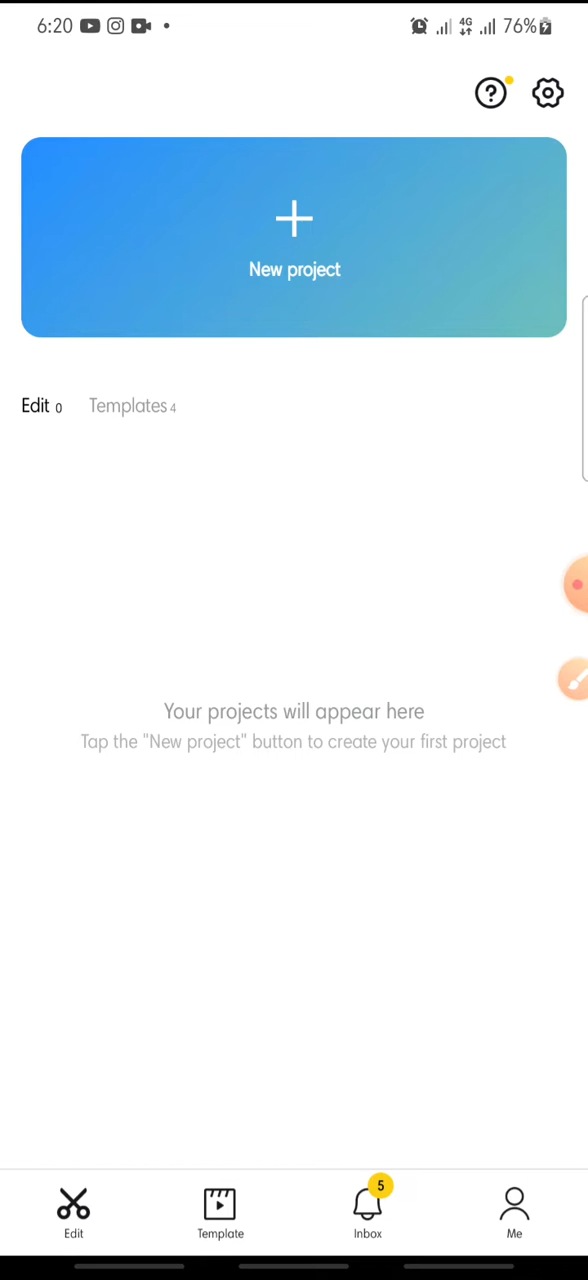 6:20 4G 76%
New project
Edit 0 Templates 4
Your projects will appear here
Tap the "New project" button to create your first project
5
Edit Template Inbox Me